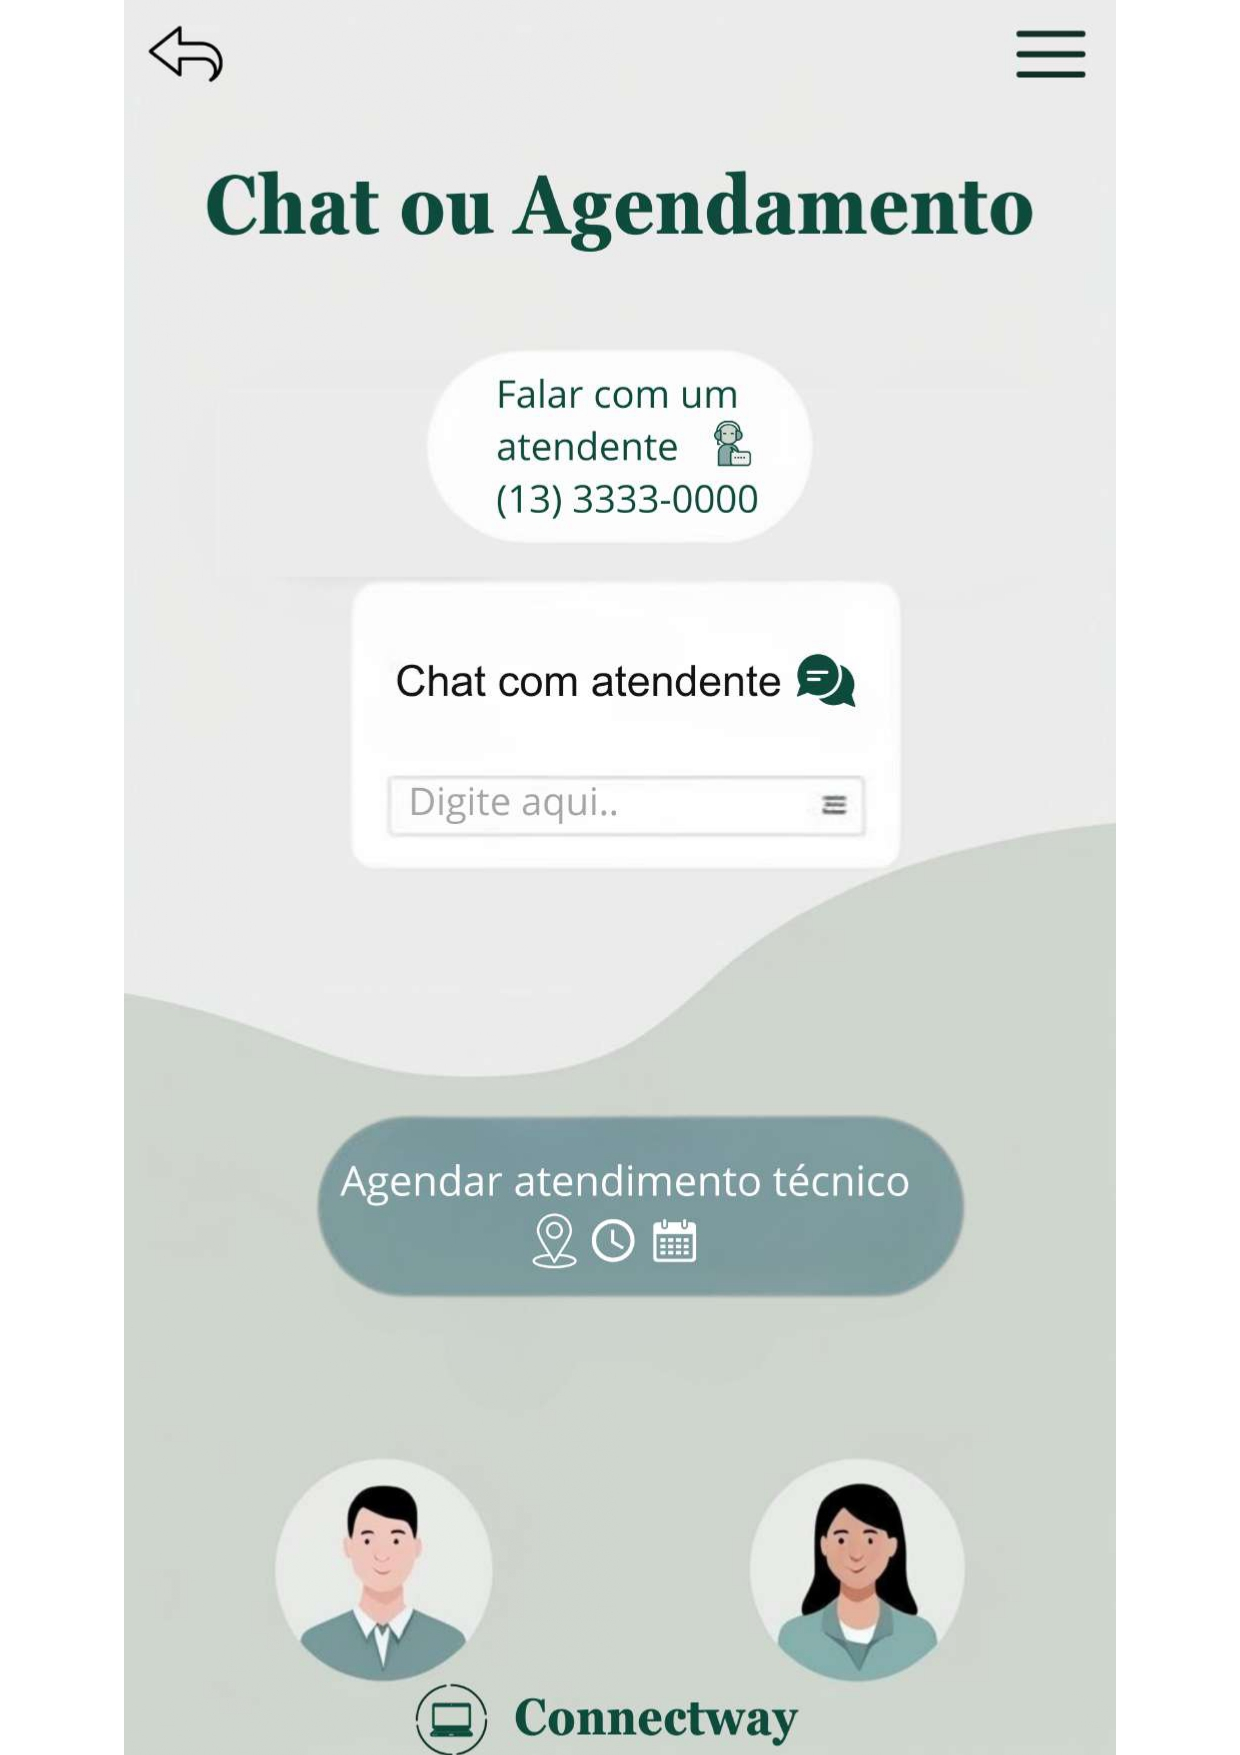 Chat ou Agendamento
Falar com um
atendente
(13) 3333-0000
Chat com atendente
Digite aqui..
Agendar atendimento técnico
Connectway